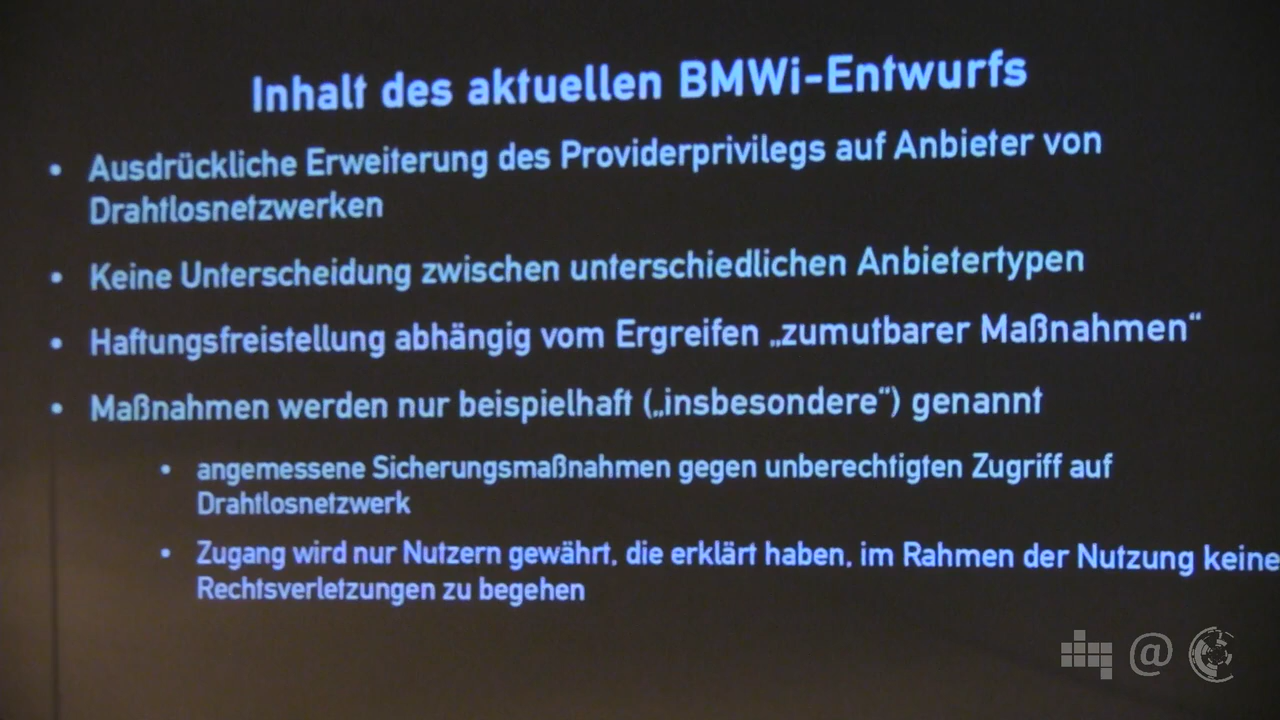 Inhalt des aktuellen BMWi-Entwurfs
• Ausdrückliche Erweiterung des Providerprivilegs auf Anbieter von
Drahtlosnetzwerken
• Keine Unterscheidung zwischen unterschiedlichen Anbietertypen
• Haftungsfreistellung abhängig vom Ergreifen „zumutbarer Maßnahmen“
• Maßnahmen werden nur beispielhaft („insbesondere“) genannt
• angemessene Sicherungsmaßnahmen gegen unberechtigten Zugriff auf
Drahtlosnetzwerk
• Zugang wird nur Nutzern gewährt, die erklärt haben, im Rahmen der Nutzung keine
Rechtsverletzungen zu begehen
@